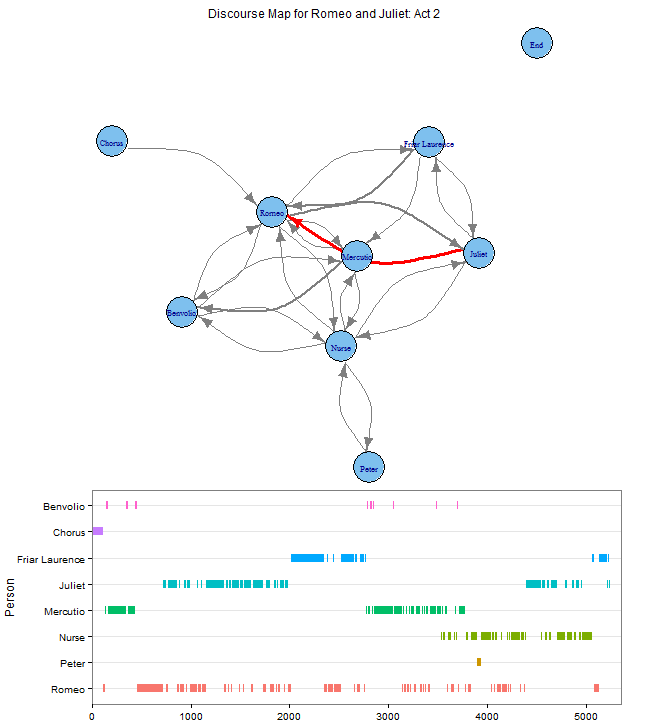 Discourse Map for Romeo and Juliet: Act 2
End
Chorus
Friar Laurence
Romeo
Mercutio
Juliet
Benvolio
Nurse
Peter
Person
Benvolio
Chorus
Friar Laurence
Juliet
Mercutio
Nurse
Peter
Romeo
0 1000 2000 3000 4000 5000